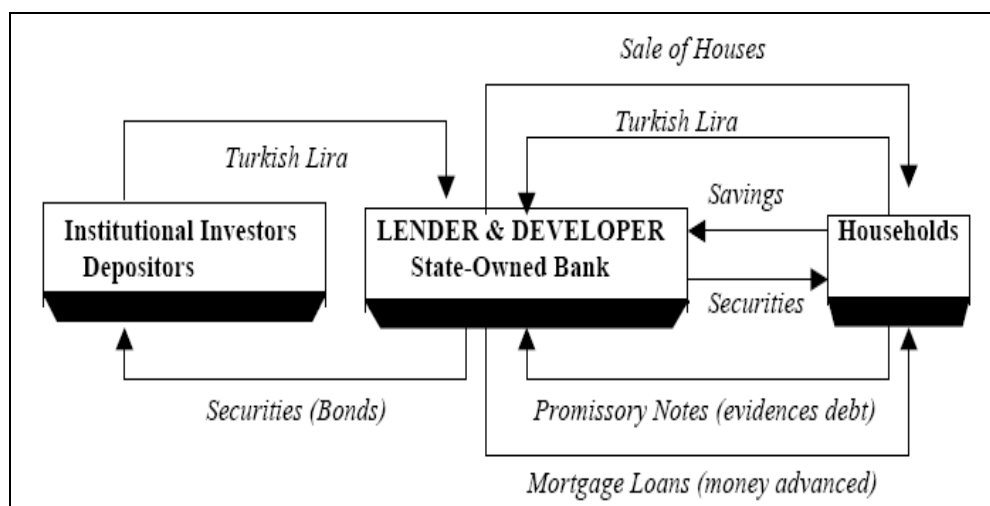 Sale of Houses
Turkish Lira
Turkish Lira
Savings
Institutional Investors
Depositors
LENDER & DEVELOPER
State-Owned Bank
Households
Securities
Securities (Bonds)
Promissory Notes (evidences debt)
Mortgage Loans (money advanced)